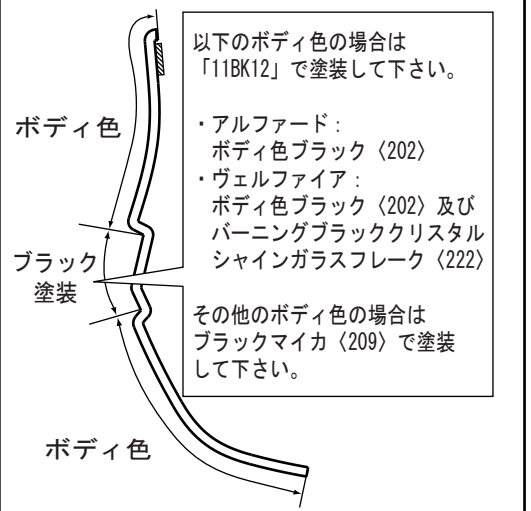 以下のボディ色の場合は
「11BK12」で塗装して下さい。
・アルファード：
ボディ色ブラック〈202〉
・ヴェルファイア：
ボディ色ブラック〈202〉及び
バーニングブラッククリスタル
シャインガラスフレーク〈222〉
その他のボディ色の場合は
ブラックマイカ〈209〉で塗装
して下さい。
ボディ色
ブラック
塗装
ボディ色